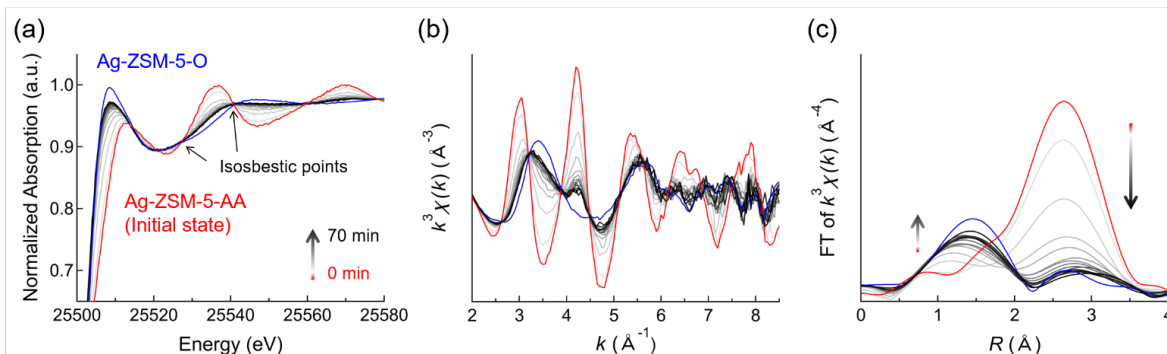 (a)
Normalized Absorption (a.u.)
1.0
0.9
0.8
0.7
Ag-ZSM-5-O
Isosbestic points
Ag-ZSM-5-AA
(Initial state)
70 min
0 min
25500 25520 25540 25560 25580
Energy (eV)
(b)
k³ χ(k) (Å⁻³)
2 3 4 5 6 7 8
k (Å⁻¹)
(c)
FT of k³ χ(k) (Å⁻⁴)
0 1 2 3 4
R (Å)